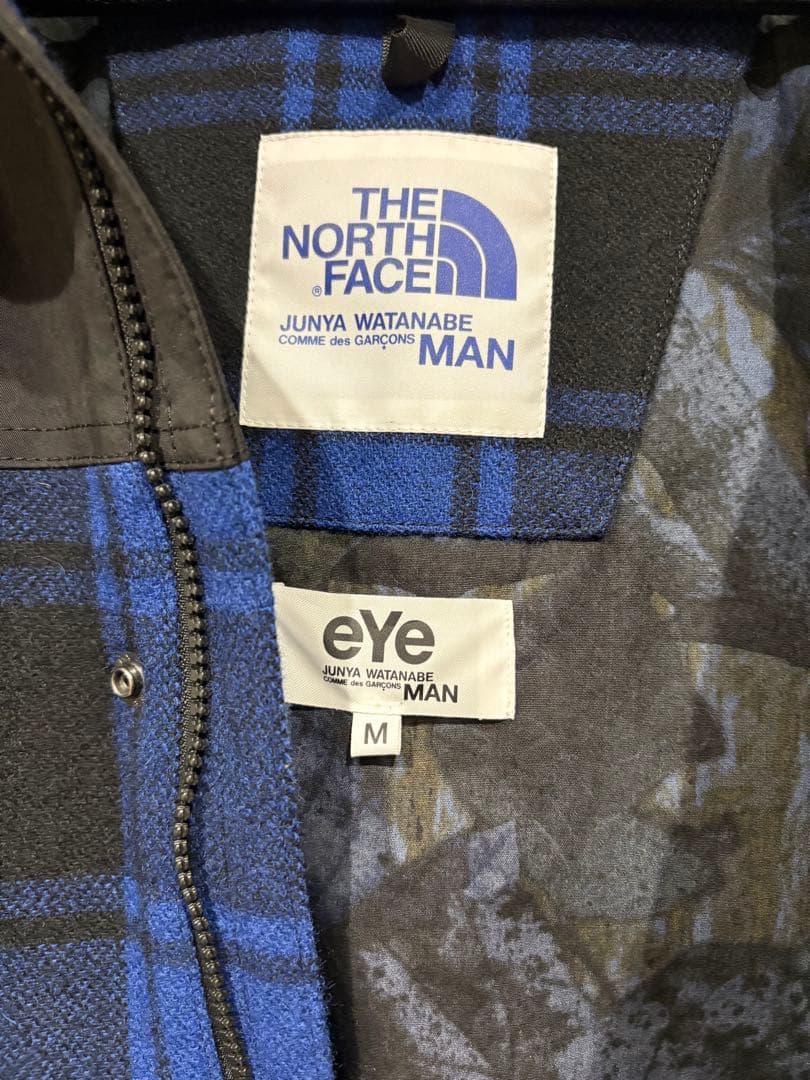 THE
NORTH
® FACE
JUNYA WATANABE
COMME des GARÇONS MAN
eYe
JUNYA WATANABE
COMME des GARÇONS MAN
M